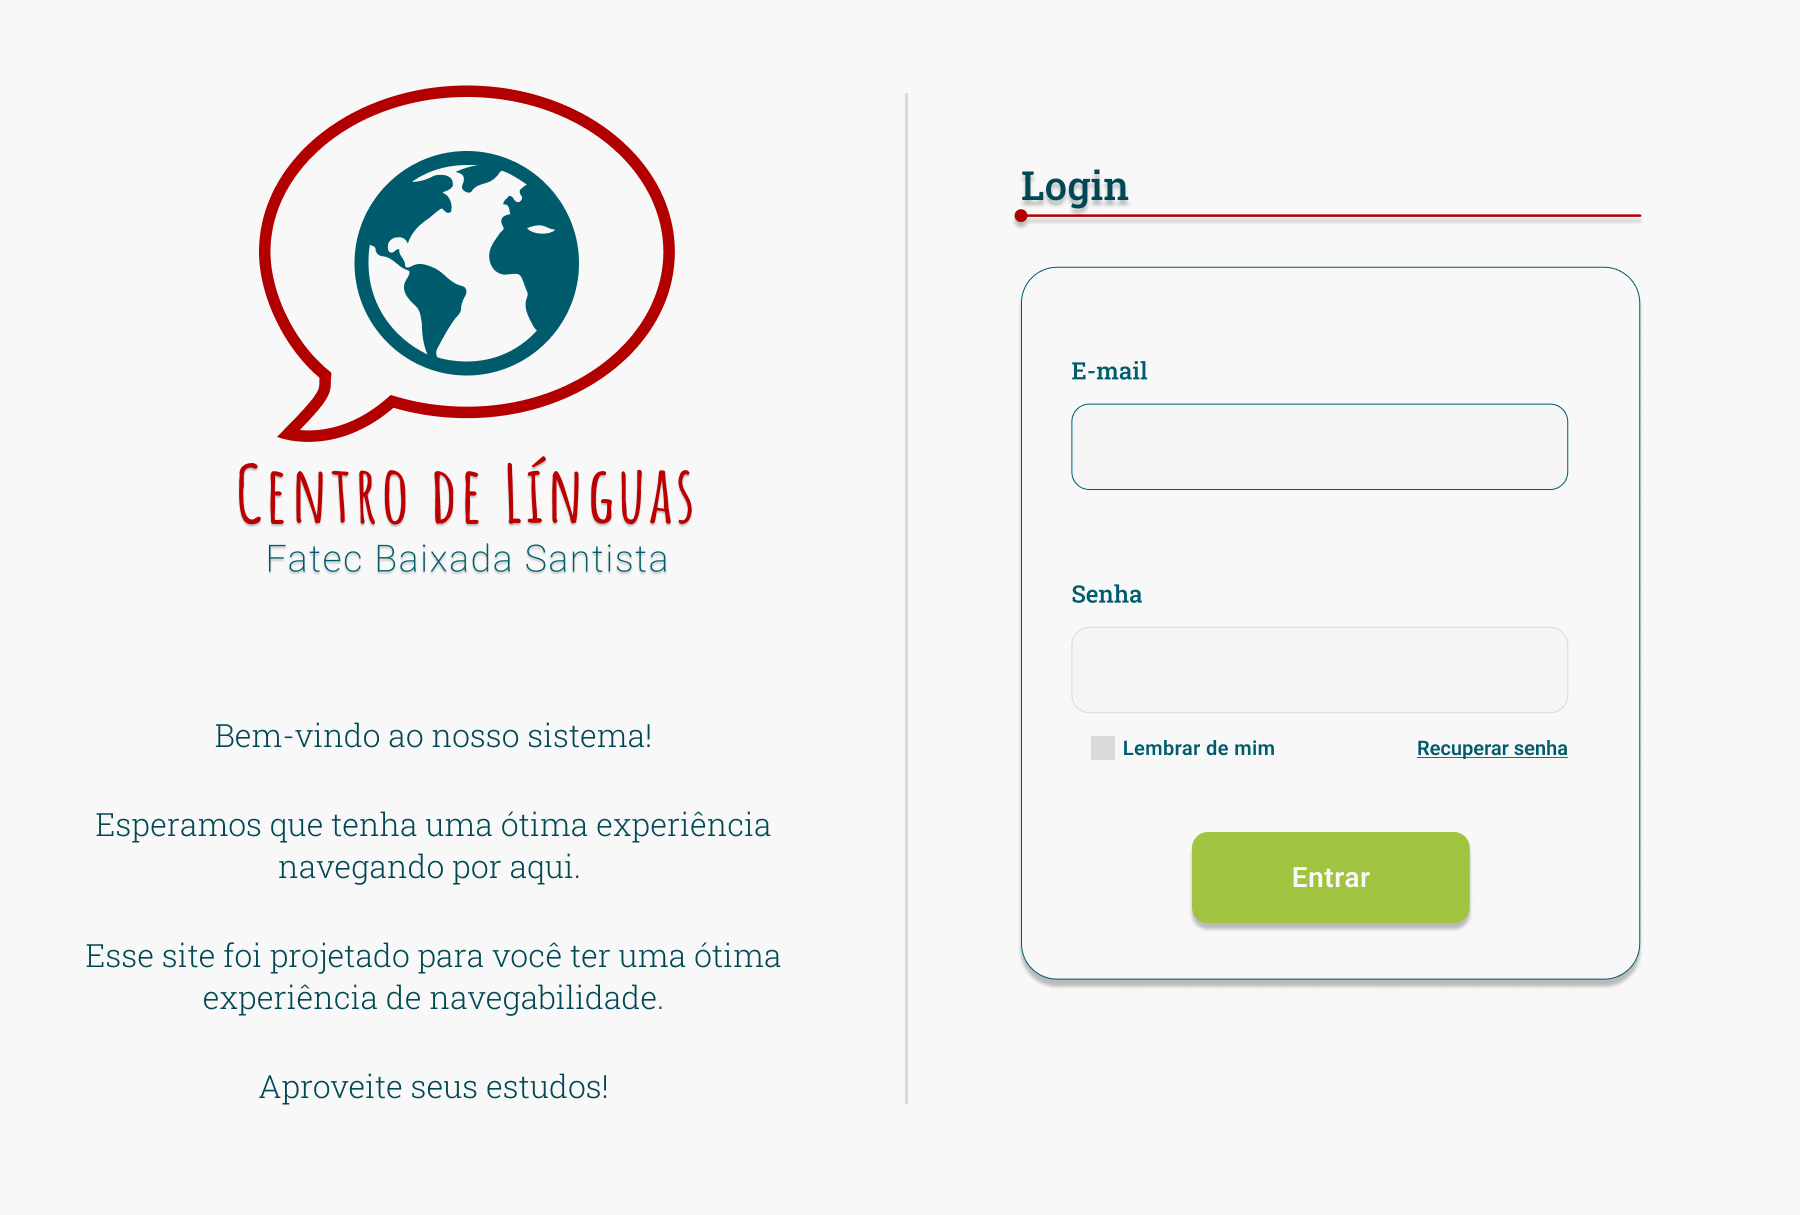 Centro de Línguas
Fatec Baixada Santista
Bem-vindo ao nosso sistema!
Esperamos que tenha uma ótima experiência
navegando por aqui.
Esse site foi projetado para você ter uma ótima
experiência de navegabilidade.
Aproveite seus estudos!
Login
E-mail
Senha
Lembrar de mim
Recuperar senha
Entrar